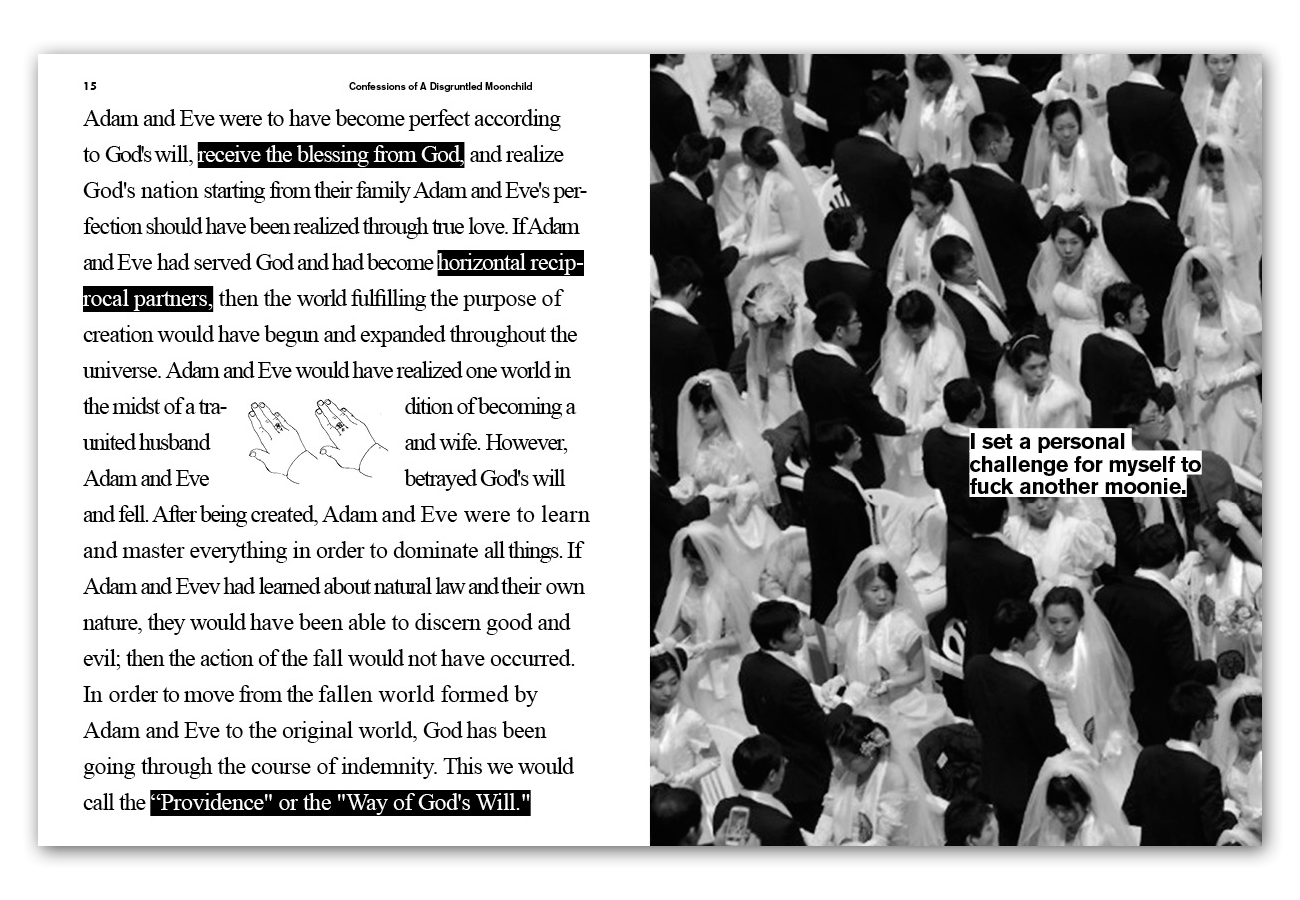 15
Confessions of A Disgruntled Moonchild
Adam and Eve were to have become perfect according
to God's will, receive the blessing from God, and realize
God's nation starting from their family Adam and Eve's per-
fection should have been realized through true love. If Adam
and Eve had served God and had become horizontal recip-
rocal partners, then the world fulfilling the purpose of
creation would have begun and expanded throughout the
universe. Adam and Eve would have realized one world in
the midst of a tra- dition of becoming a
united husband and wife. However,
Adam and Eve betrayed God's will
and fell. After being created, Adam and Eve were to learn
and master everything in order to dominate all things. If
Adam and Evev had learned about natural law and their own
nature, they would have been able to discern good and
evil; then the action of the fall would not have occurred.
In order to move from the fallen world formed by
Adam and Eve to the original world, God has been
going through the course of indemnity. This we would
call the “Providence" or the "Way of God's Will."
I set a personal
challenge for myself to
fuck another moonie.